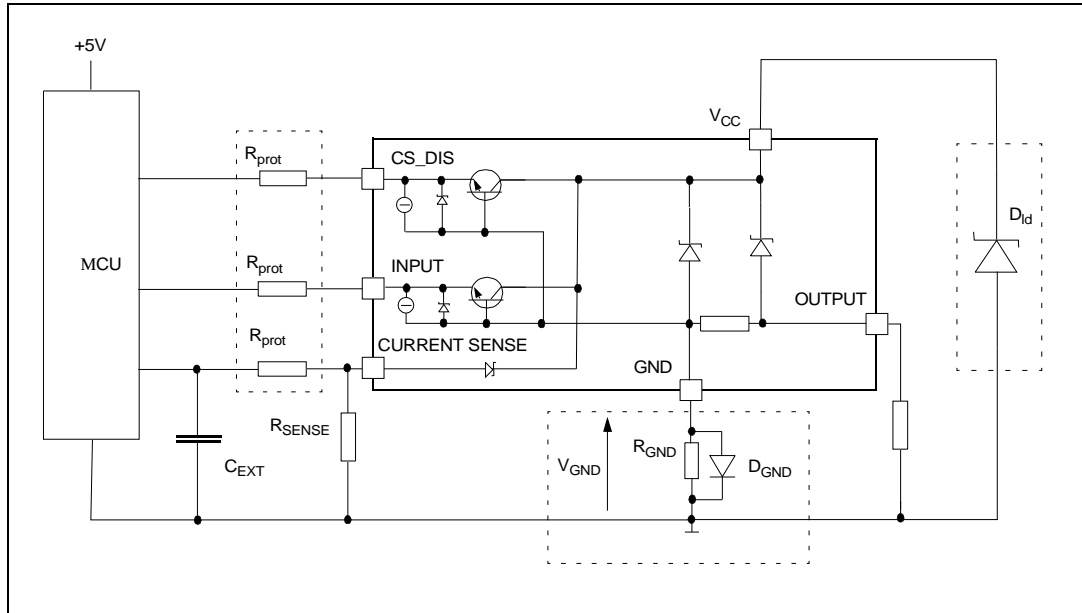 +5V
MCU
Rprot
Rprot
Rprot
CS_DIS
INPUT
CURRENT SENSE
VCC
OUTPUT
GND
Dld
RSENSE
CEXT
VGND
RGND
DGND